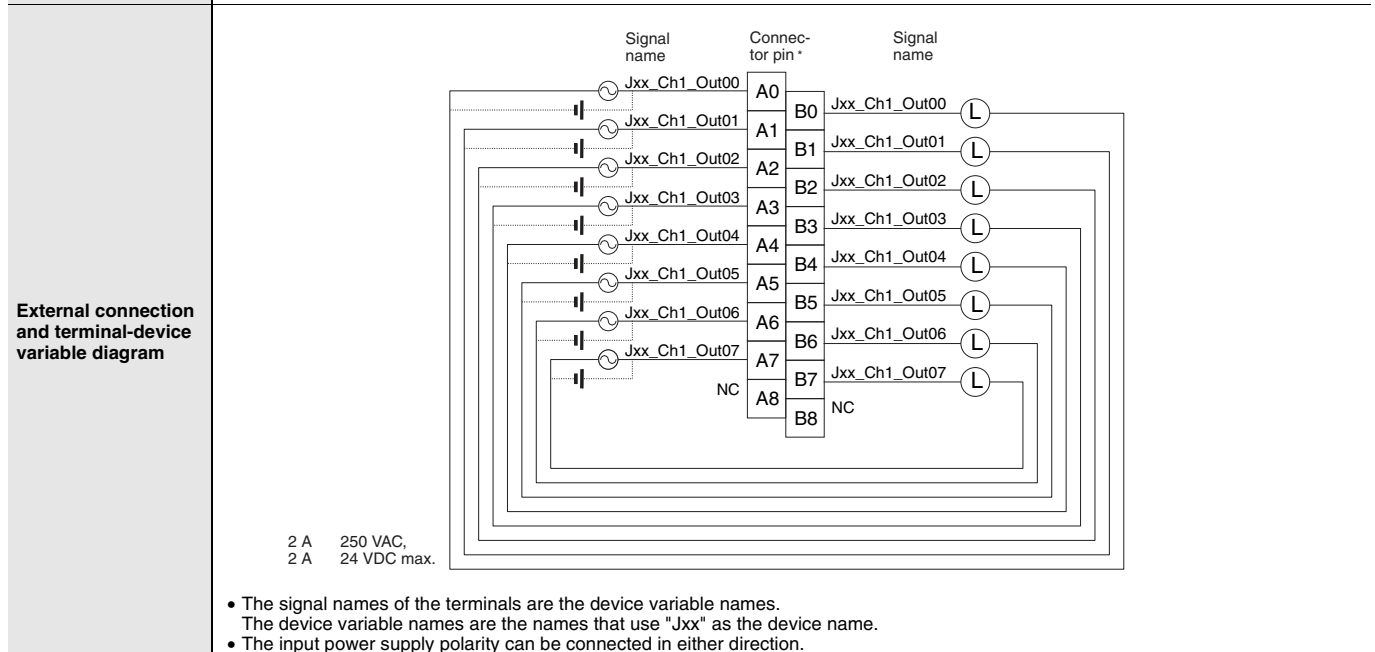 Signal
name
Connec-
tor pin *
Signal
name
Jxx_Ch1_Out00
A0
B0
Jxx_Ch1_Out00
L
Jxx_Ch1_Out01
A1
B1
Jxx_Ch1_Out01
L
Jxx_Ch1_Out02
A2
B2
Jxx_Ch1_Out02
L
Jxx_Ch1_Out03
A3
B3
Jxx_Ch1_Out03
L
Jxx_Ch1_Out04
A4
B4
Jxx_Ch1_Out04
L
Jxx_Ch1_Out05
A5
B5
Jxx_Ch1_Out05
L
Jxx_Ch1_Out06
A6
B6
Jxx_Ch1_Out06
L
Jxx_Ch1_Out07
A7
B7
Jxx_Ch1_Out07
L
NC
A8
B8
NC
External connection
and terminal-device
variable diagram
2 A 250 VAC,
2 A 24 VDC max.
• The signal names of the terminals are the device variable names.
The device variable names are the names that use "Jxx" as the device name.
• The input power supply polarity can be connected in either direction.